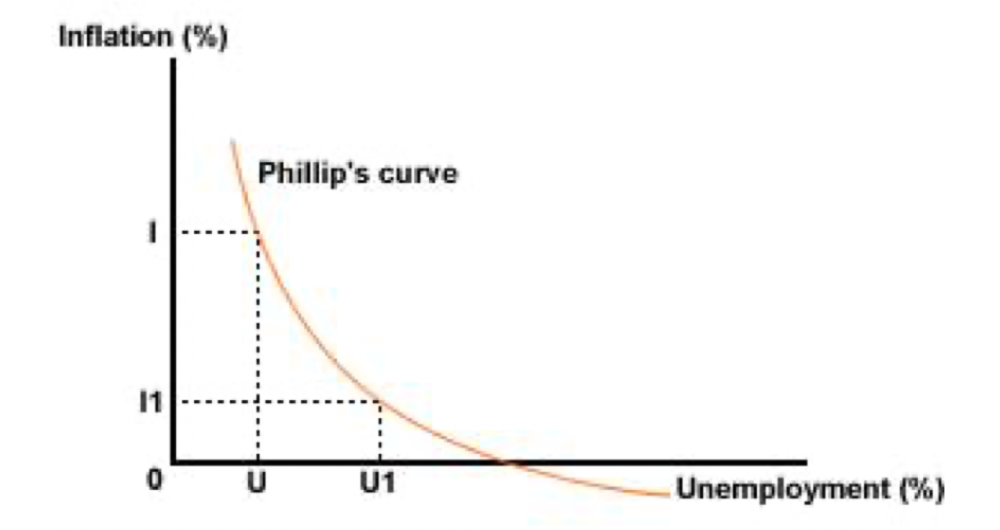 Inflation (%)
Phillip's curve
I
I1
0
U
U1
Unemployment (%)